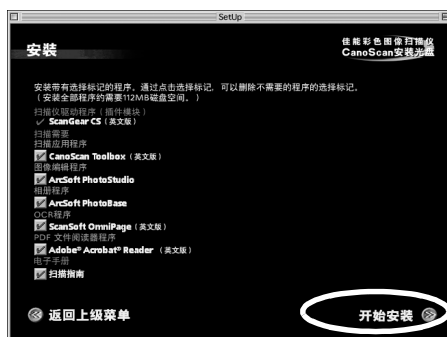 SetUp
安装
佳能彩色图像扫描仪
CanoScan安装光盘
安装带有选择标记的程序，通过点击选择标记，可以删除不需要的程序的选择标记。
（安装全部程序约需要112MB磁盘空间。）
扫描仪驱动程序（插件模块）
ScanGear CS（英文版）
扫描需要
扫描应用程序
CanoScan Toolbox（英文版）
图像编辑程序
ArcSoft PhotoStudio
相册程序
ArcSoft PhotoBase
OCR程序
ScanSoft OmniPage（英文版）
PDF 文件阅读器程序
Adobe® Acrobat® Reader （英文版）
电子手册
扫描指南
返回上级菜单
开始安装